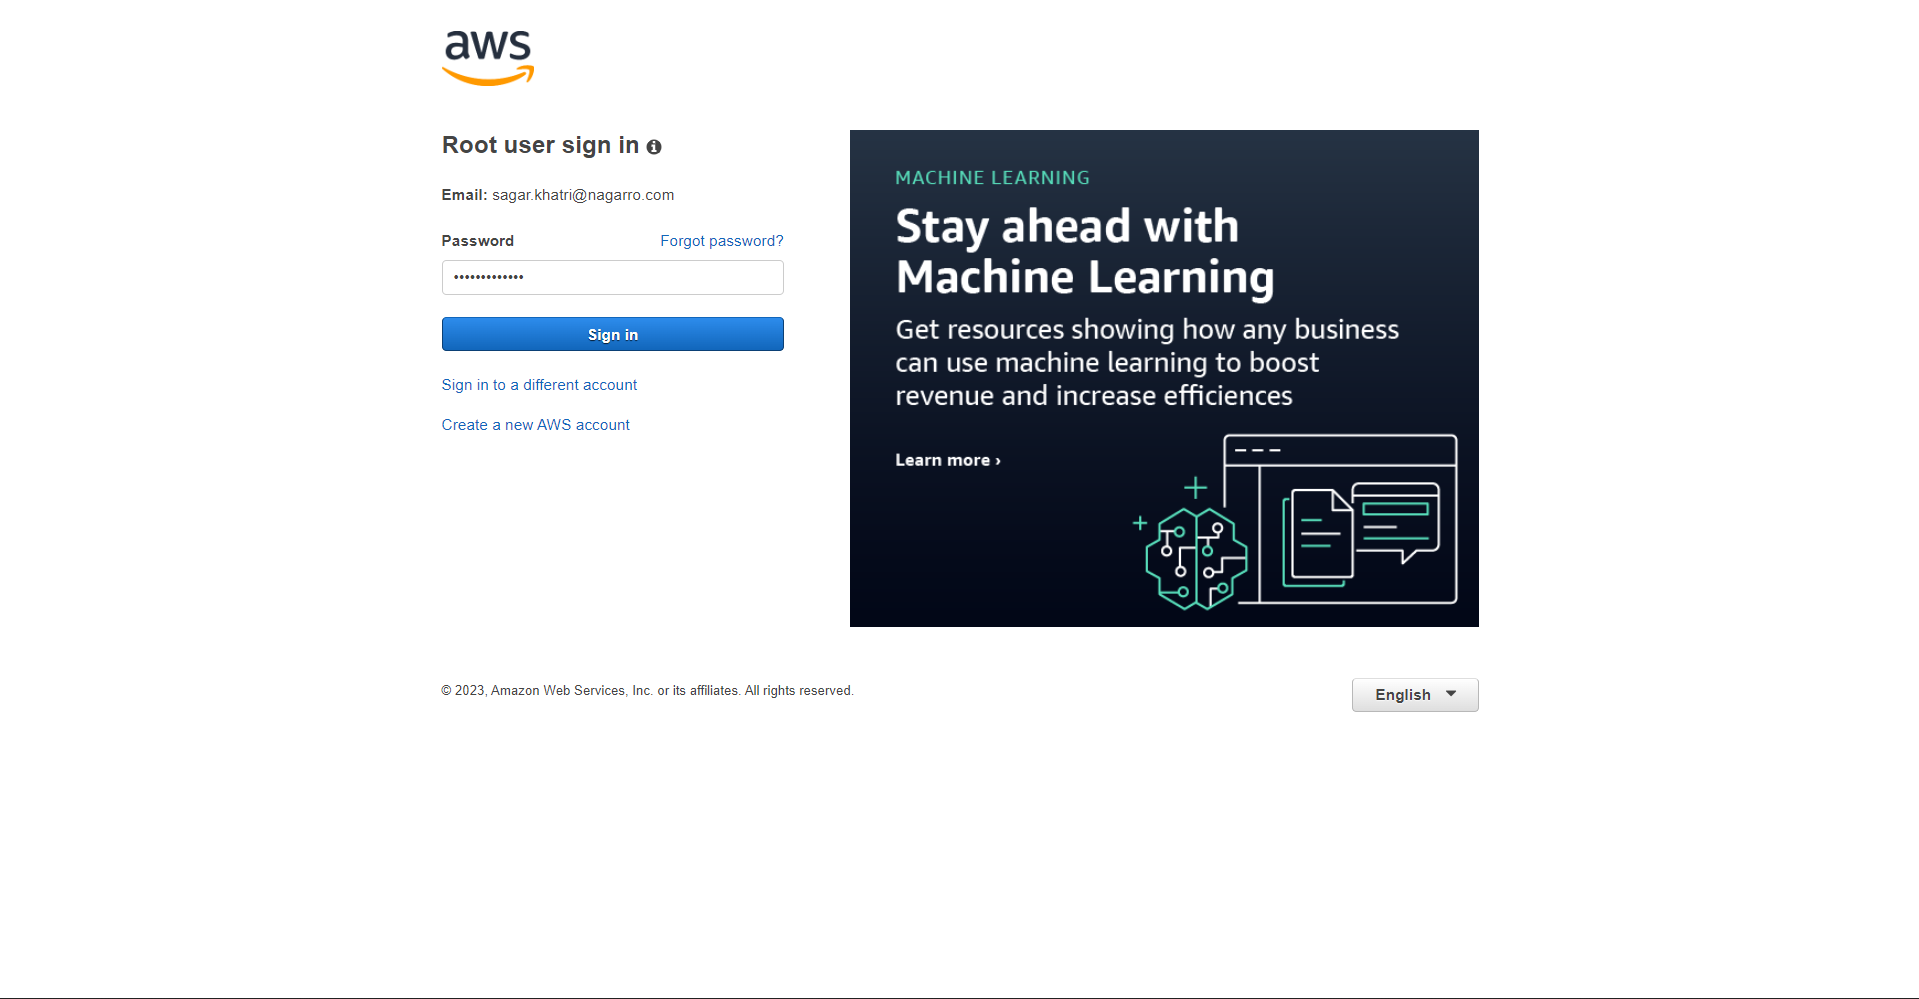 aws
Root user sign in
Email: sagar.khatri@nagarro.com
Password
Forgot password?
•••••••••••••
Sign in
Sign in to a different account
Create a new AWS account
MACHINE LEARNING
Stay ahead with
Machine Learning
Get resources showing how any business
can use machine learning to boost
revenue and increase efficiences
Learn more ›
© 2023, Amazon Web Services, Inc. or its affiliates. All rights reserved.
English